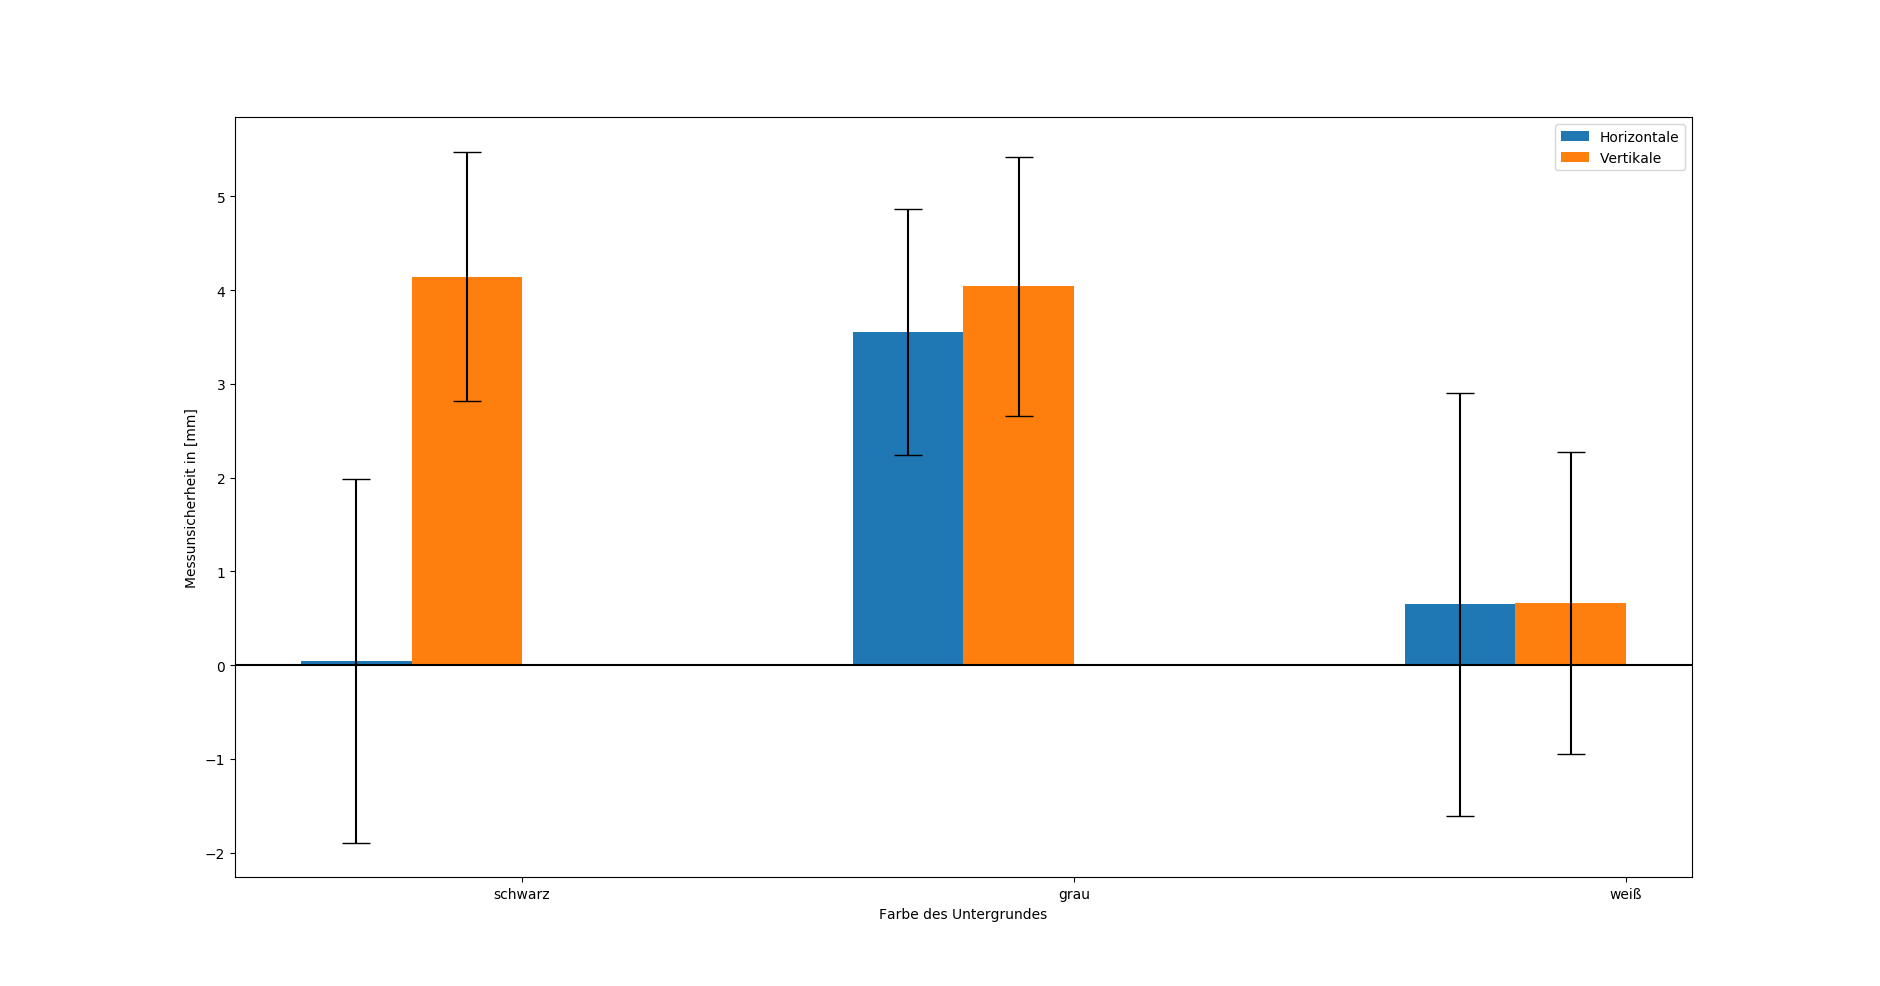 Horizontale
Vertikale
5
4
3
2
1
0
−1
−2
Messunsicherheit in [mm]
schwarz grau weiß
Farbe des Untergrundes